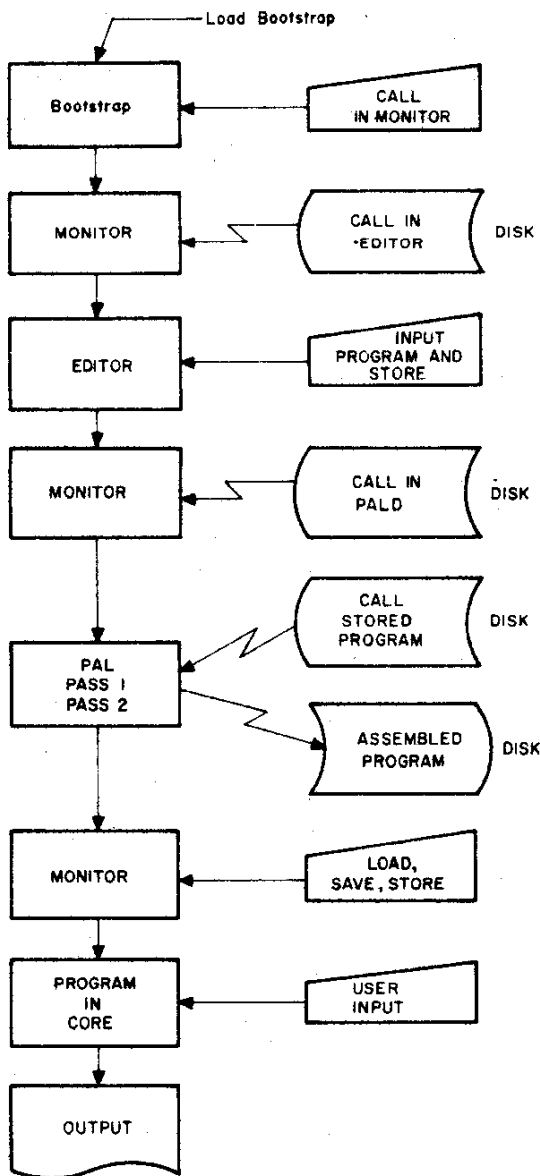 Load Bootstrap
Bootstrap
CALL
IN MONITOR
MONITOR
CALL IN
EDITOR
DISK
EDITOR
INPUT
PROGRAM AND
STORE
MONITOR
CALL IN
PALD
DISK
CALL
STORED
PROGRAM
DISK
PAL
PASS 1
PASS 2
ASSEMBLED
PROGRAM
DISK
MONITOR
LOAD,
SAVE, STORE
PROGRAM
IN
CORE
USER
INPUT
OUTPUT